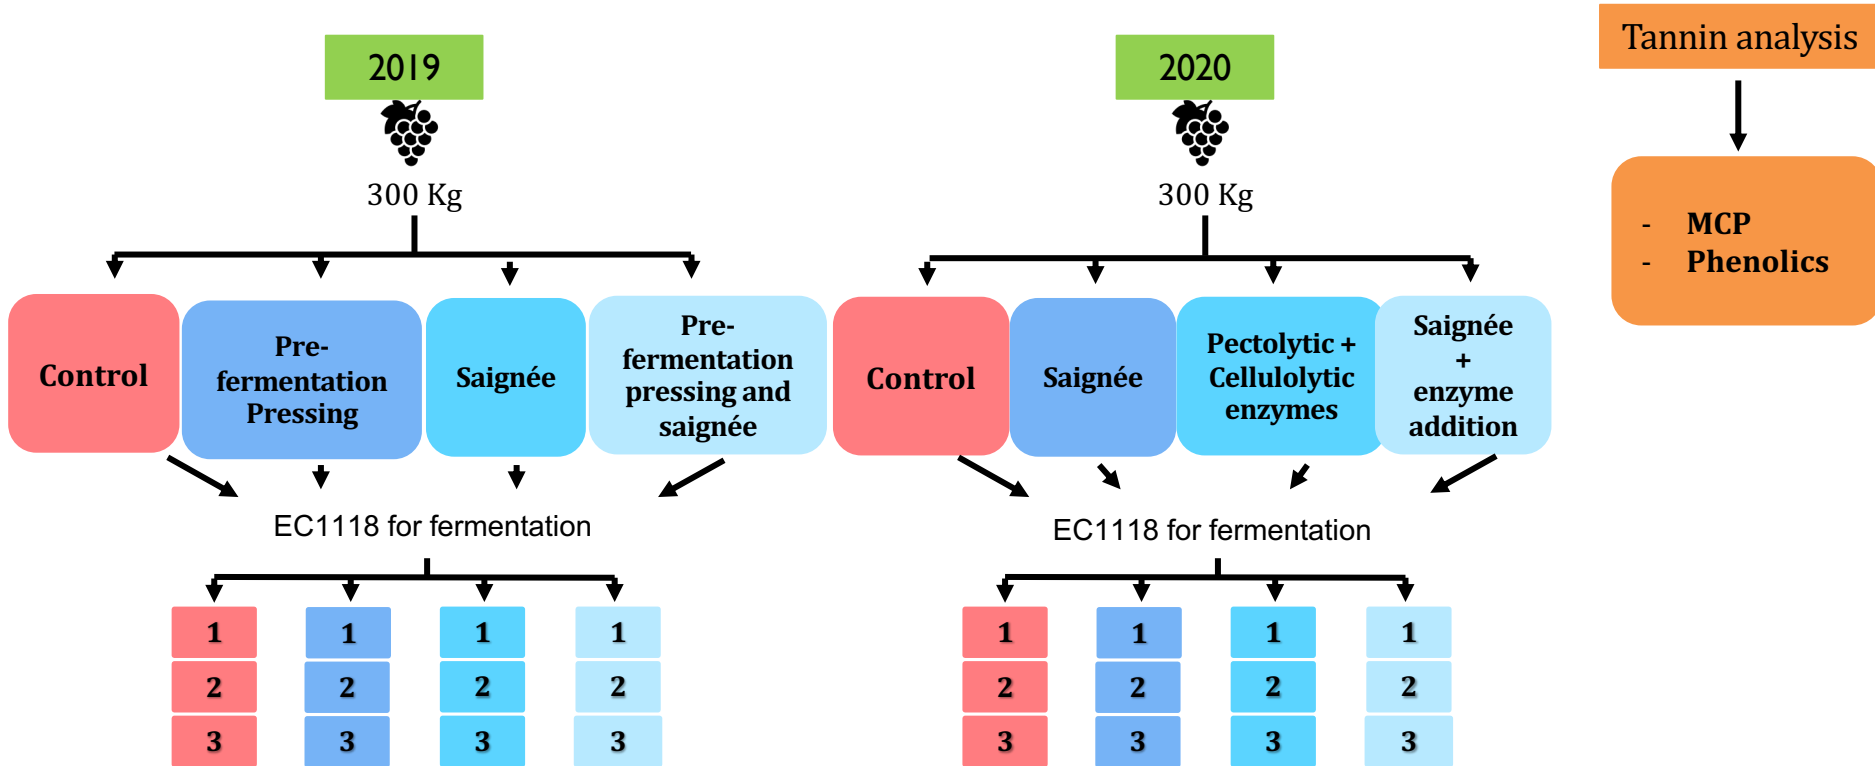 2019
300 Kg
Control
Pre-
fermentation
Pressing
Saignée
Pre-
fermentation
pressing and
saignée
EC1118 for fermentation
1 1 1 1
2 2 2 2
3 3 3 3
2020
300 Kg
Control
Saignée
Pectolytic +
Cellulolytic
enzymes
Saignée
+
enzyme
addition
EC1118 for fermentation
1 1 1 1
2 2 2 2
3 3 3 3
Tannin analysis
- MCP
- Phenolics